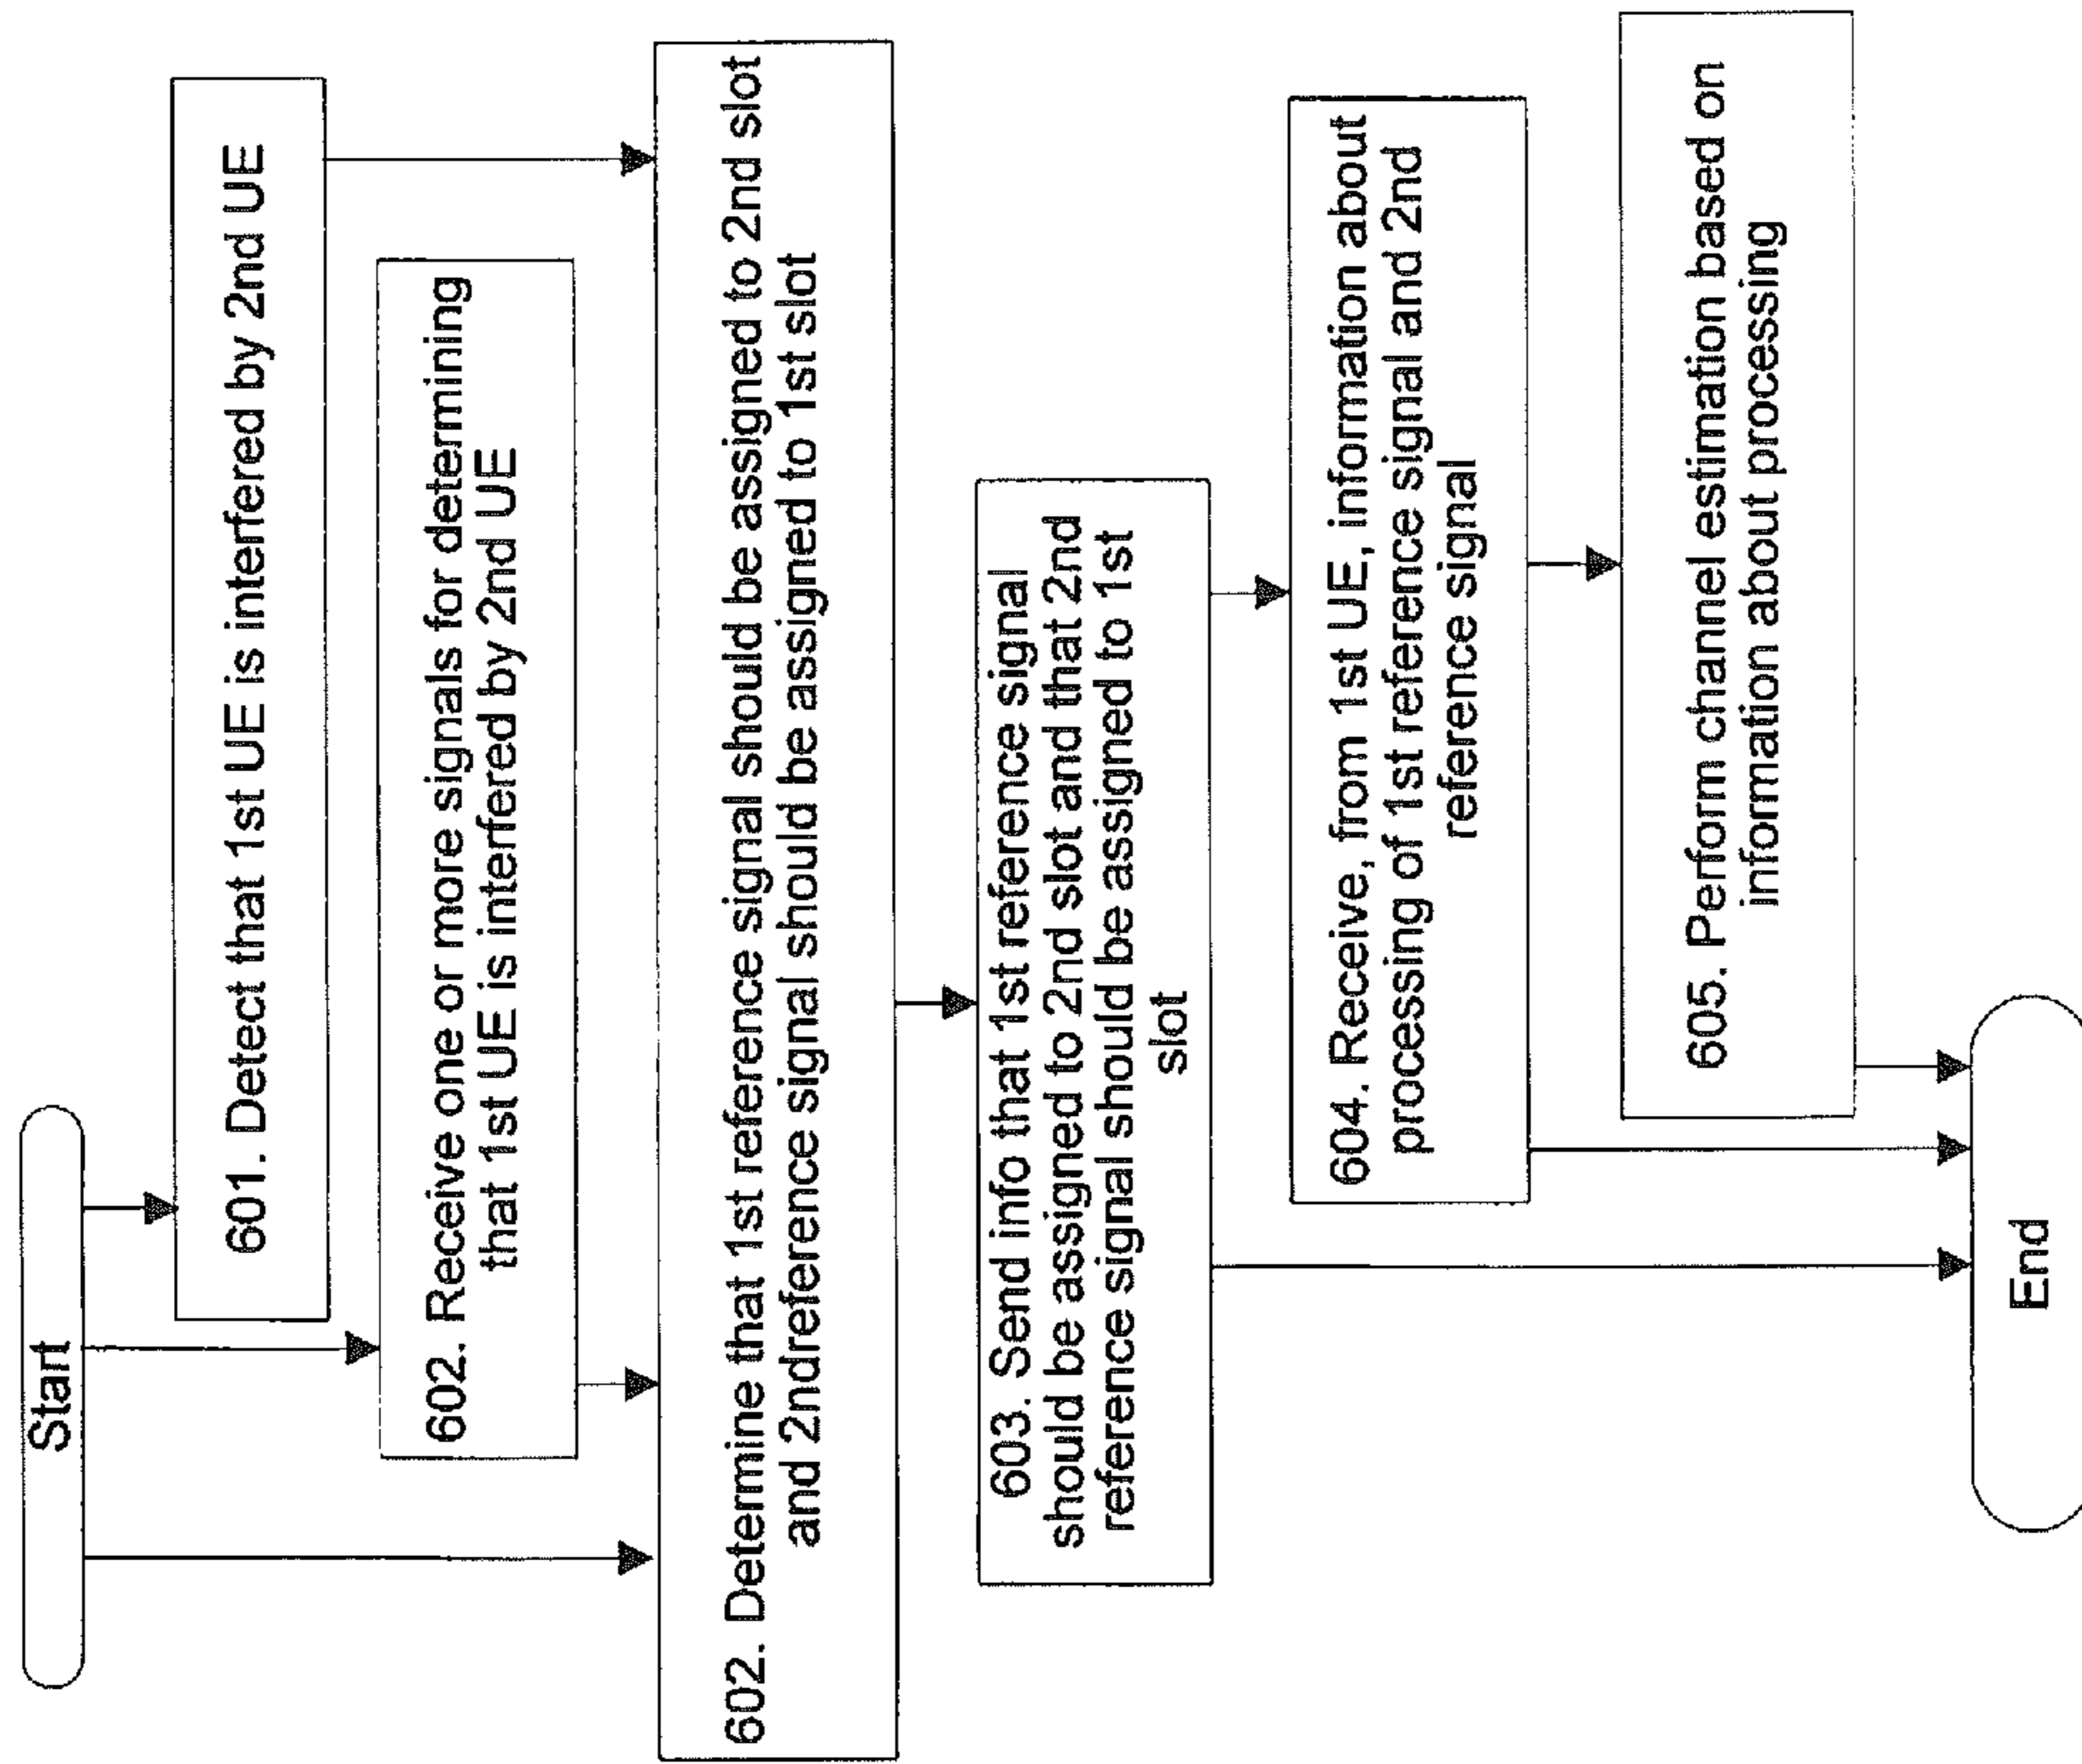 Start
601. Detect that 1st UE is interfered by 2nd UE
602. Receive one or more signals for determining
that 1st UE is interfered by 2nd UE
602. Determine that 1st reference signal should be assigned to 2nd slot
and 2ndreference signal should be assigned to 1st slot
603. Send info that 1st reference signal
should be assigned to 2nd slot and that 2nd
reference signal should be assigned to 1st
slot
604. Receive, from 1st UE, information about
processing of 1st reference signal and 2nd
reference signal
605. Perform channel estimation based on
information about processing
End